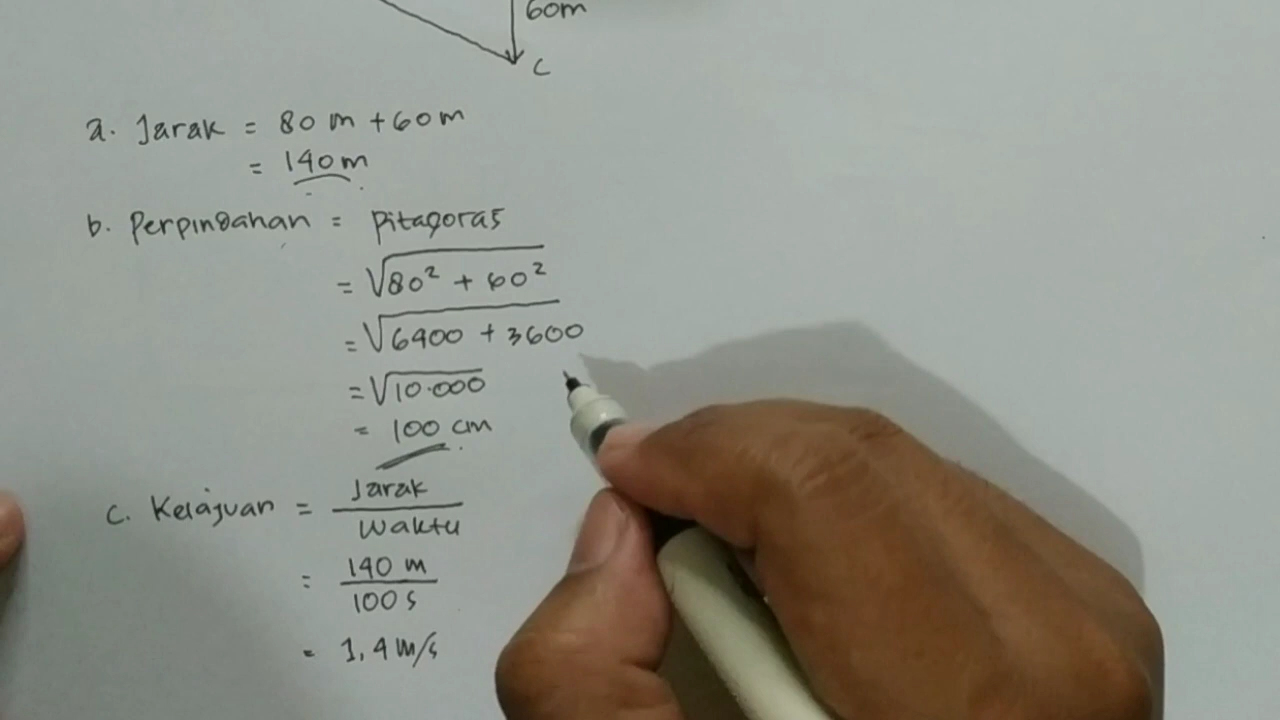 60m
C
a. Jarak = 80 m + 60 m
= 140 m
b. Perpindahan = Pitagoras
= √80² + 60²
= √6400 + 3600
= √10.000
= 100 cm
c. Kelajuan = Jarak
Waktu
= 140 m
100 s
= 1,4 m/s